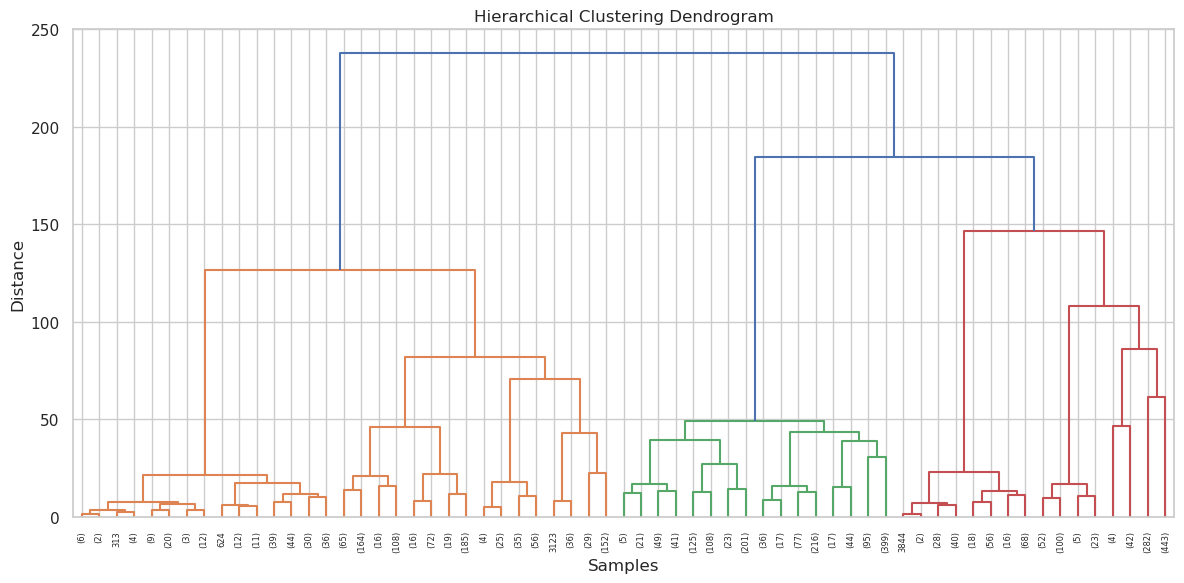 Hierarchical Clustering Dendrogram
250
200
150
100
50
0
Distance
(6) (2) 313 (4) (9) (20) (3) (12) 624 (12) (11) (39) (44) (30) (36) (65) (164) (16) (108) (16) (72) (19) (185) (4) (25) (35) (56) 3123 (36) (29) (152) (5) (21) (49) (41) (125) (108) (23) (201) (36) (17) (77) (216) (17) (44) (95) (399) 3844 (2) (28) (40) (18) (56) (16) (68) (52) (100) (5) (23) (4) (42) (282) (443)
Samples